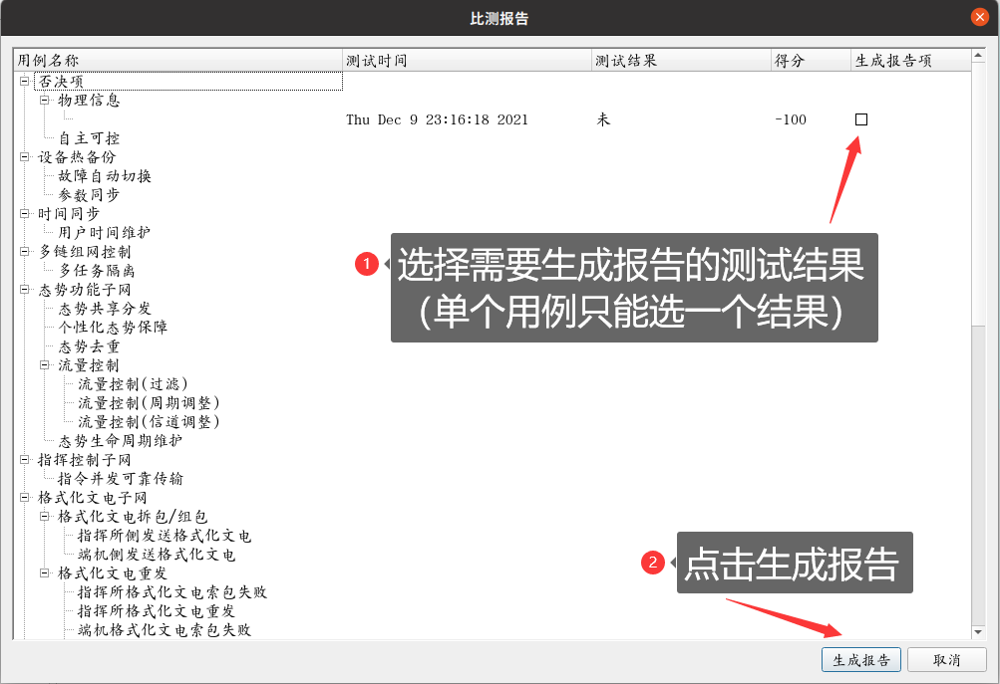 比测报告
用例名称 测试时间 测试结果 得分 生成报告项
否决项
物理信息
Thu Dec 9 23:16:18 2021 未 -100
自主可控
设备热备份
故障自动切换
参数同步
时间同步
用户时间维护
多链组网控制
多任务隔离
态势功能子网
态势共享分发
个性化态势保障
态势去重
流量控制
流量控制(过滤)
流量控制(周期调整)
流量控制(信道调整)
态势生命周期维护
指挥控制子网
指令并发可靠传输
格式化文电子网
格式化文电拆包/组包
指挥所侧发送格式化文电
端机侧发送格式化文电
格式化文电重发
指挥所格式化文电索包失败
指挥所格式化文电重发
端机格式化文电索包失败
1 选择需要生成报告的测试结果
（单个用例只能选一个结果）
2 点击生成报告
生成报告 取消